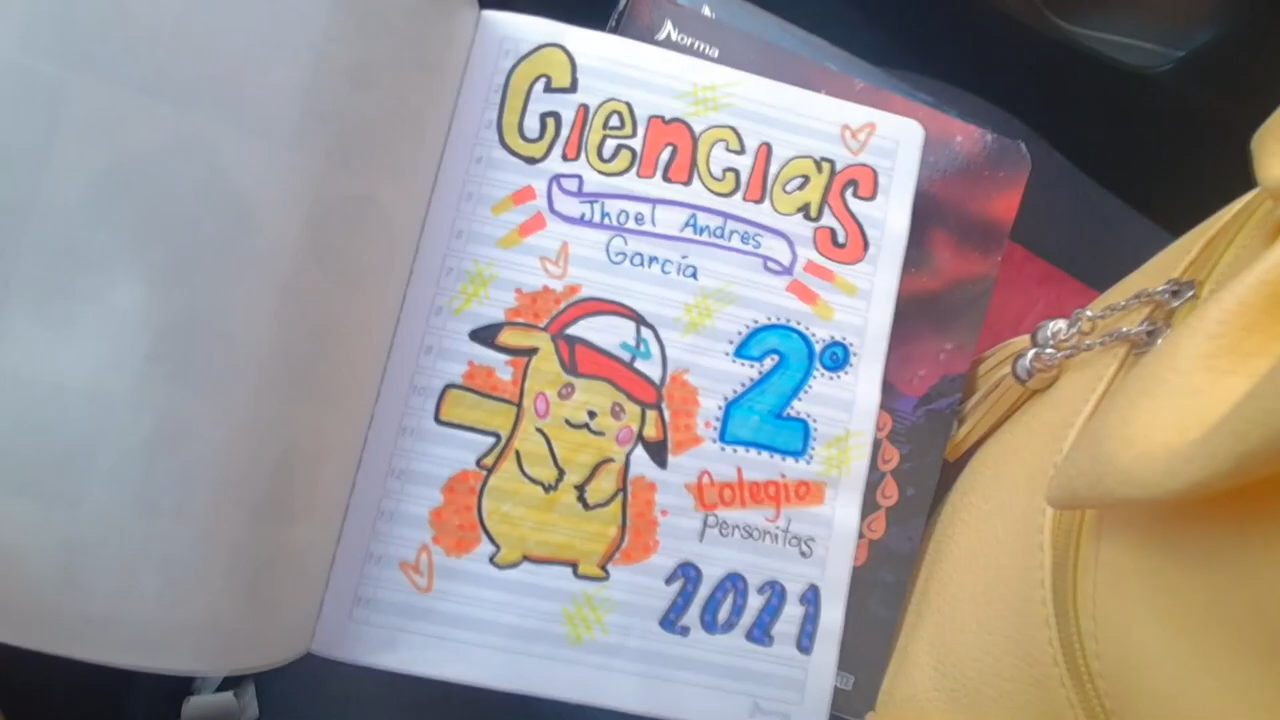 Norma
Ciencias
Jhoel Andres
García
2°
Colegio
Personitas
2021